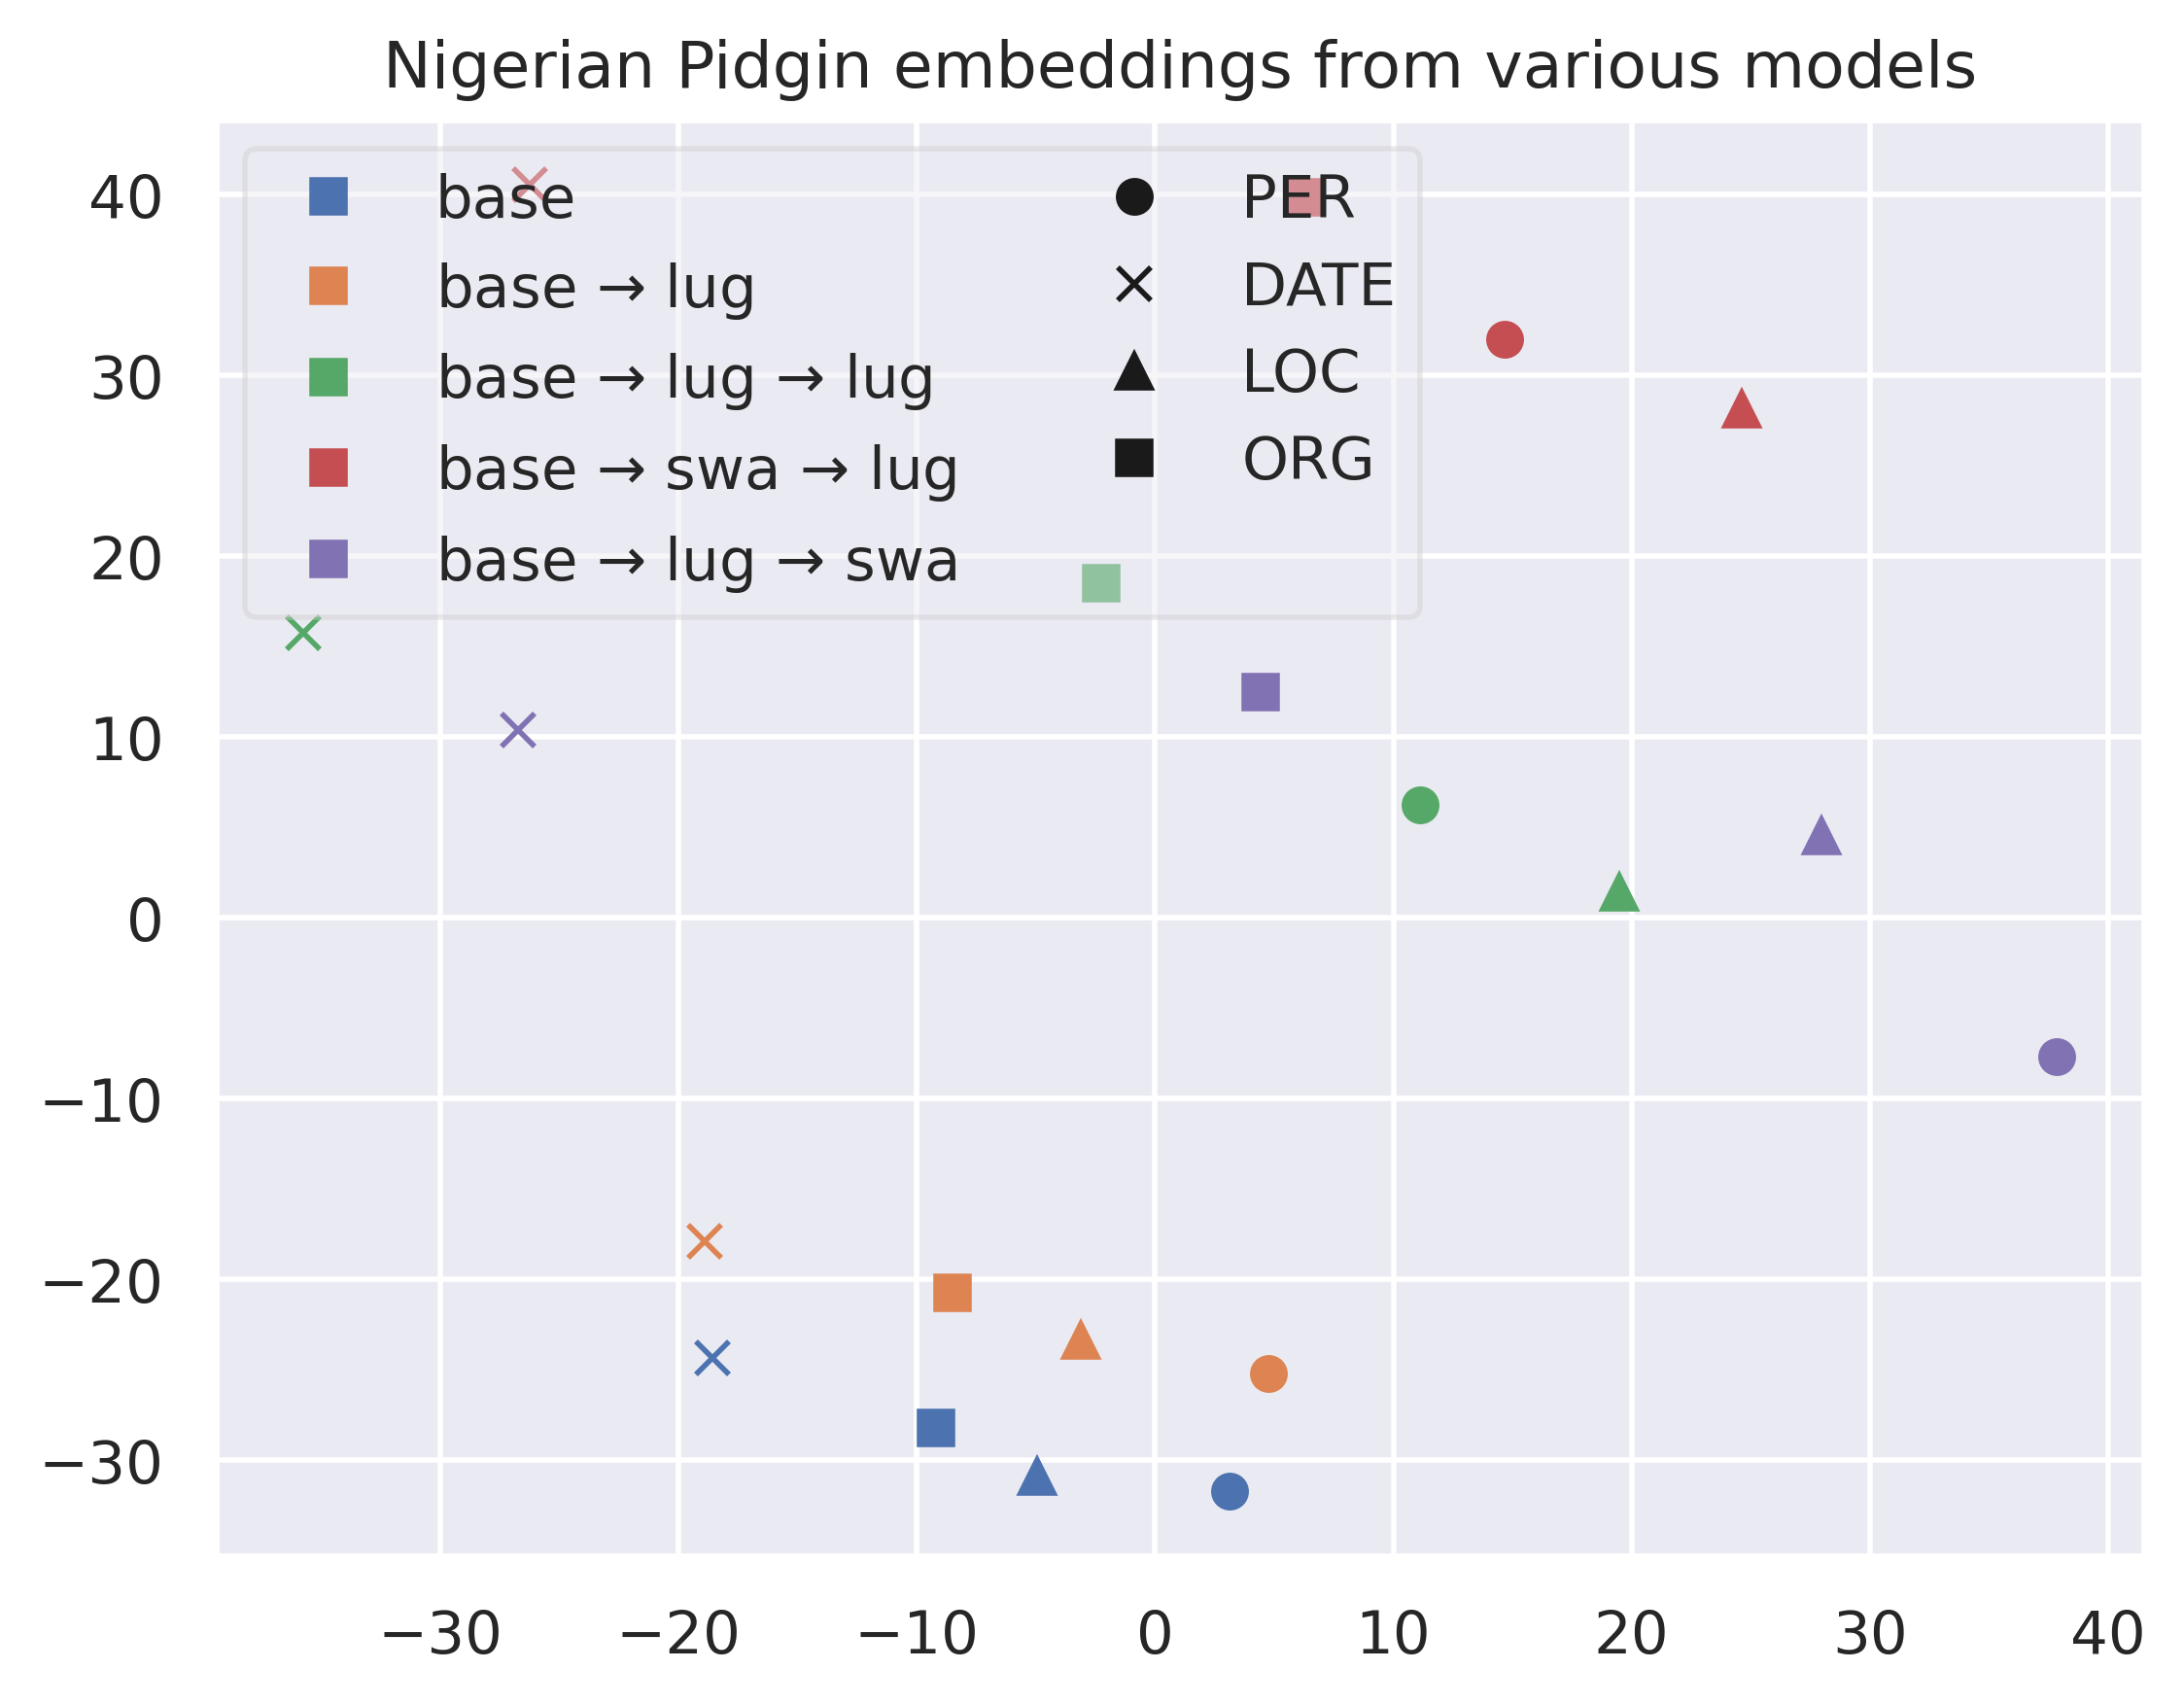 Nigerian Pidgin embeddings from various models
base
base → lug
base → lug → lug
base → swa → lug
base → lug → swa
PER
DATE
LOC
ORG
40
30
20
10
0
−10
−20
−30
−30 −20 −10 0 10 20 30 40